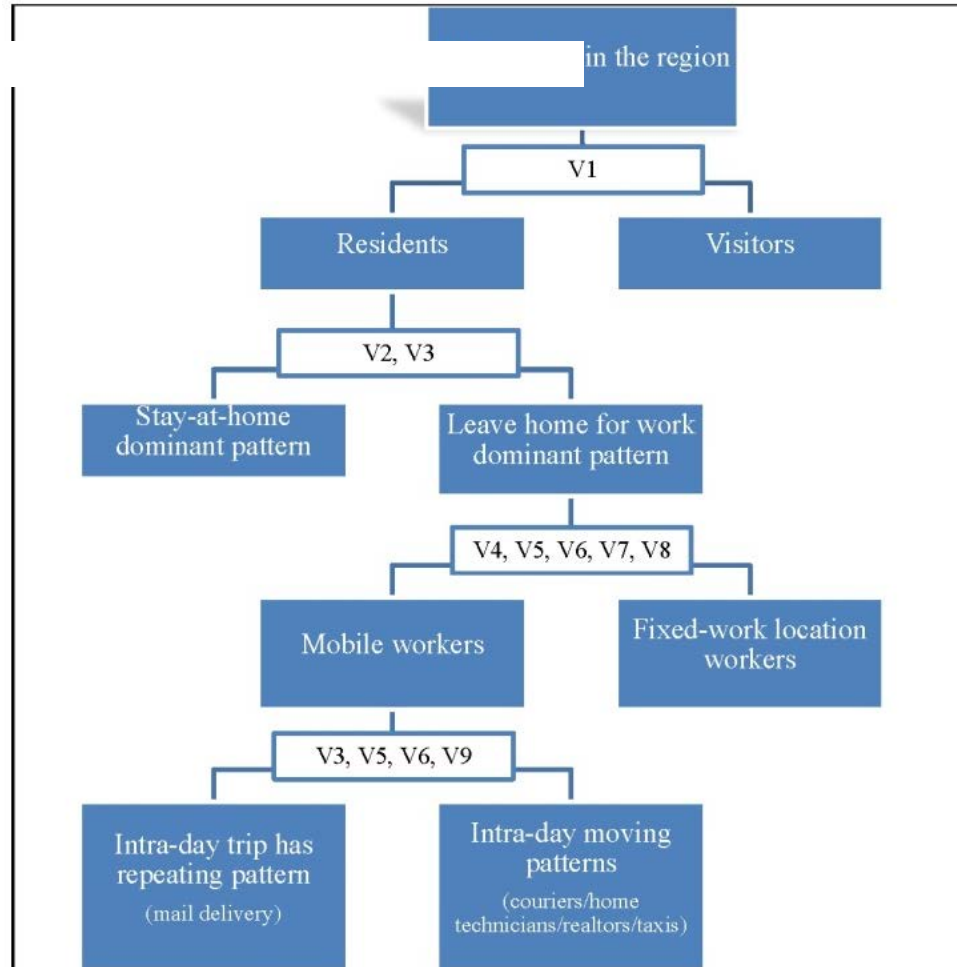 in the region
V1
Residents
Visitors
V2, V3
Stay-at-home
dominant pattern
Leave home for work
dominant pattern
V4, V5, V6, V7, V8
Mobile workers
Fixed-work location
workers
V3, V5, V6, V9
Intra-day trip has
repeating pattern
(mail delivery)
Intra-day moving
patterns
(couriers/home
technicians/realtors/taxis)